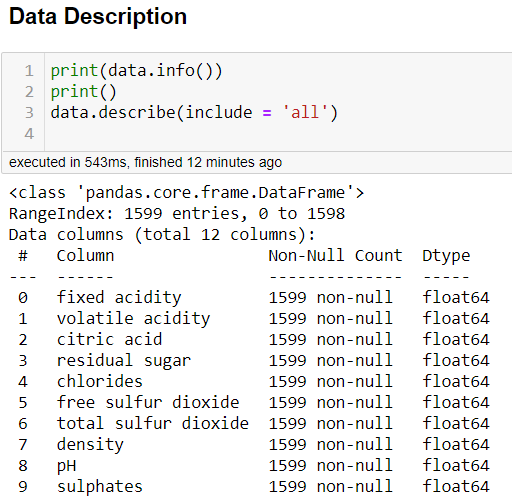 Data Description
1 print(data.info())
2 print()
3 data.describe(include = 'all')
4
executed in 543ms, finished 12 minutes ago
<class 'pandas.core.frame.DataFrame'>
RangeIndex: 1599 entries, 0 to 1598
Data columns (total 12 columns):
 #   Column                Non-Null Count  Dtype
---  ------                --------------  -----
 0   fixed acidity         1599 non-null   float64
 1   volatile acidity      1599 non-null   float64
 2   citric acid           1599 non-null   float64
 3   residual sugar        1599 non-null   float64
 4   chlorides             1599 non-null   float64
 5   free sulfur dioxide   1599 non-null   float64
 6   total sulfur dioxide  1599 non-null   float64
 7   density               1599 non-null   float64
 8   pH                    1599 non-null   float64
 9   sulphates             1599 non-null   float64